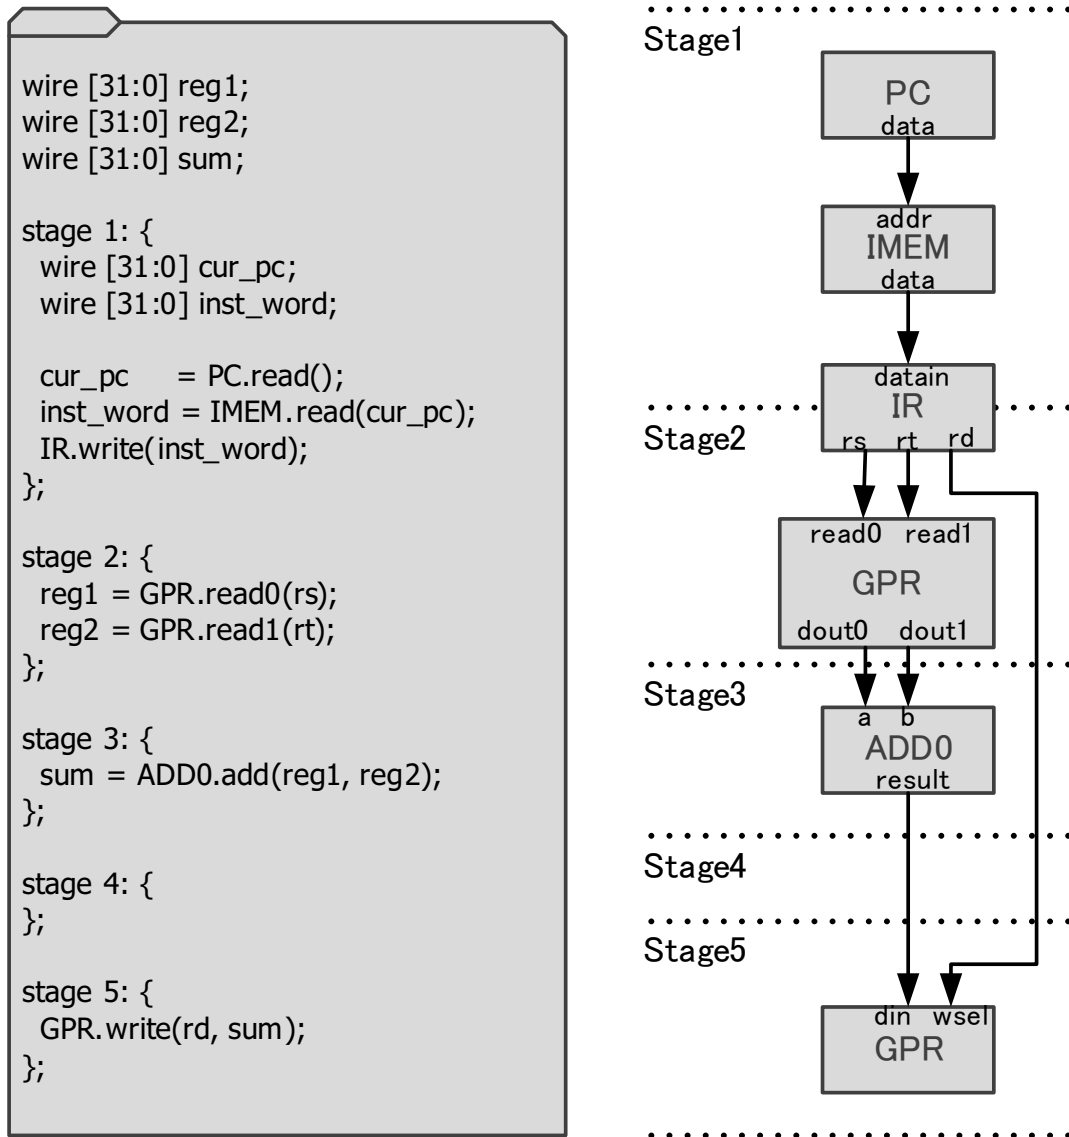 wire [31:0] reg1;
wire [31:0] reg2;
wire [31:0] sum;
stage 1: {
wire [31:0] cur_pc;
wire [31:0] inst_word;
cur_pc = PC.read();
inst_word = IMEM.read(cur_pc);
IR.write(inst_word);
};
stage 2: {
reg1 = GPR.read0(rs);
reg2 = GPR.read1(rt);
};
stage 3: {
sum = ADD0.add(reg1, reg2);
};
stage 4: {
};
stage 5: {
GPR.write(rd, sum);
};
Stage1
PC
data
addr
IMEM
data
datain
IR
Stage2
rs rt rd
read0 read1
GPR
dout0 dout1
Stage3
a b
ADD0
result
Stage4
Stage5
din wsel
GPR